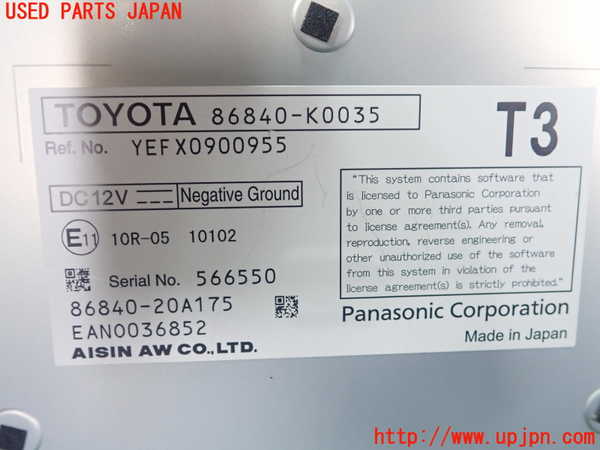 USED PARTS JAPAN
TOYOTA 86840-K0035
T3
Ref. No. YEFX0900955
DC12V Negative Ground
E11 10R-05 10102
Serial No. 566550
86840-20A175
EAN0036852
AISIN AW CO.,LTD.
"This system contains software that
is licensed to Panasonic Corporation
by one or more third parties pursuant
to license agreement(s). Any removal,
reproduction, reverse engineering or
other unauthorized use of the software
from this system in violation of the
license agreement(s) is strictly prohibited."
Panasonic Corporation
Made in Japan
http://www.upjpn.com/